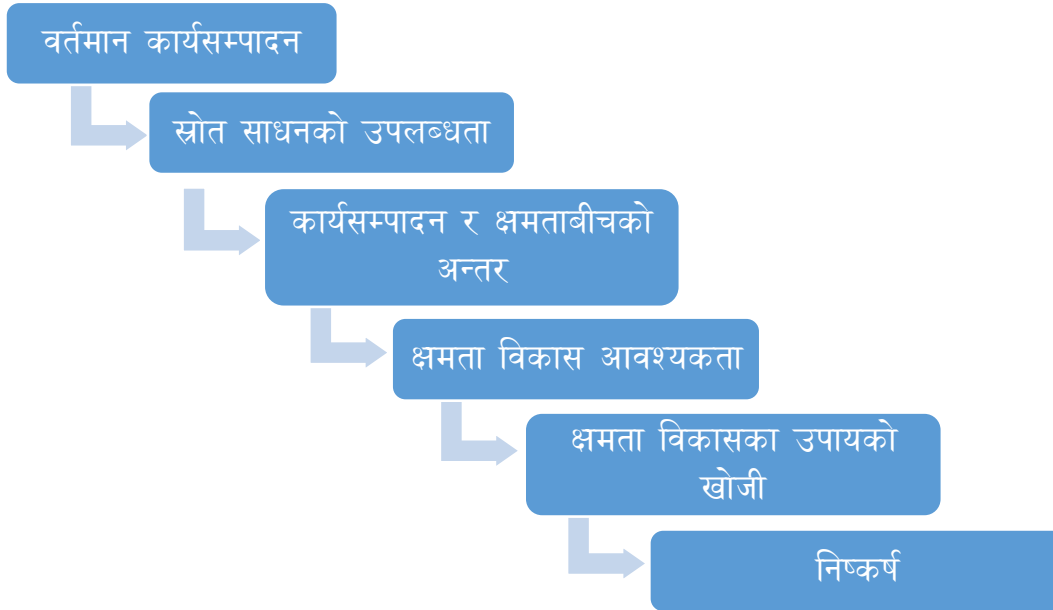 वर्तमान कार्यसम्पादन
स्रोत साधनको उपलब्धता
कार्यसम्पादन र क्षमताबीचको
अन्तर
क्षमता विकास आवश्यकता
क्षमता विकासका उपायको
खोजी
निष्कर्ष